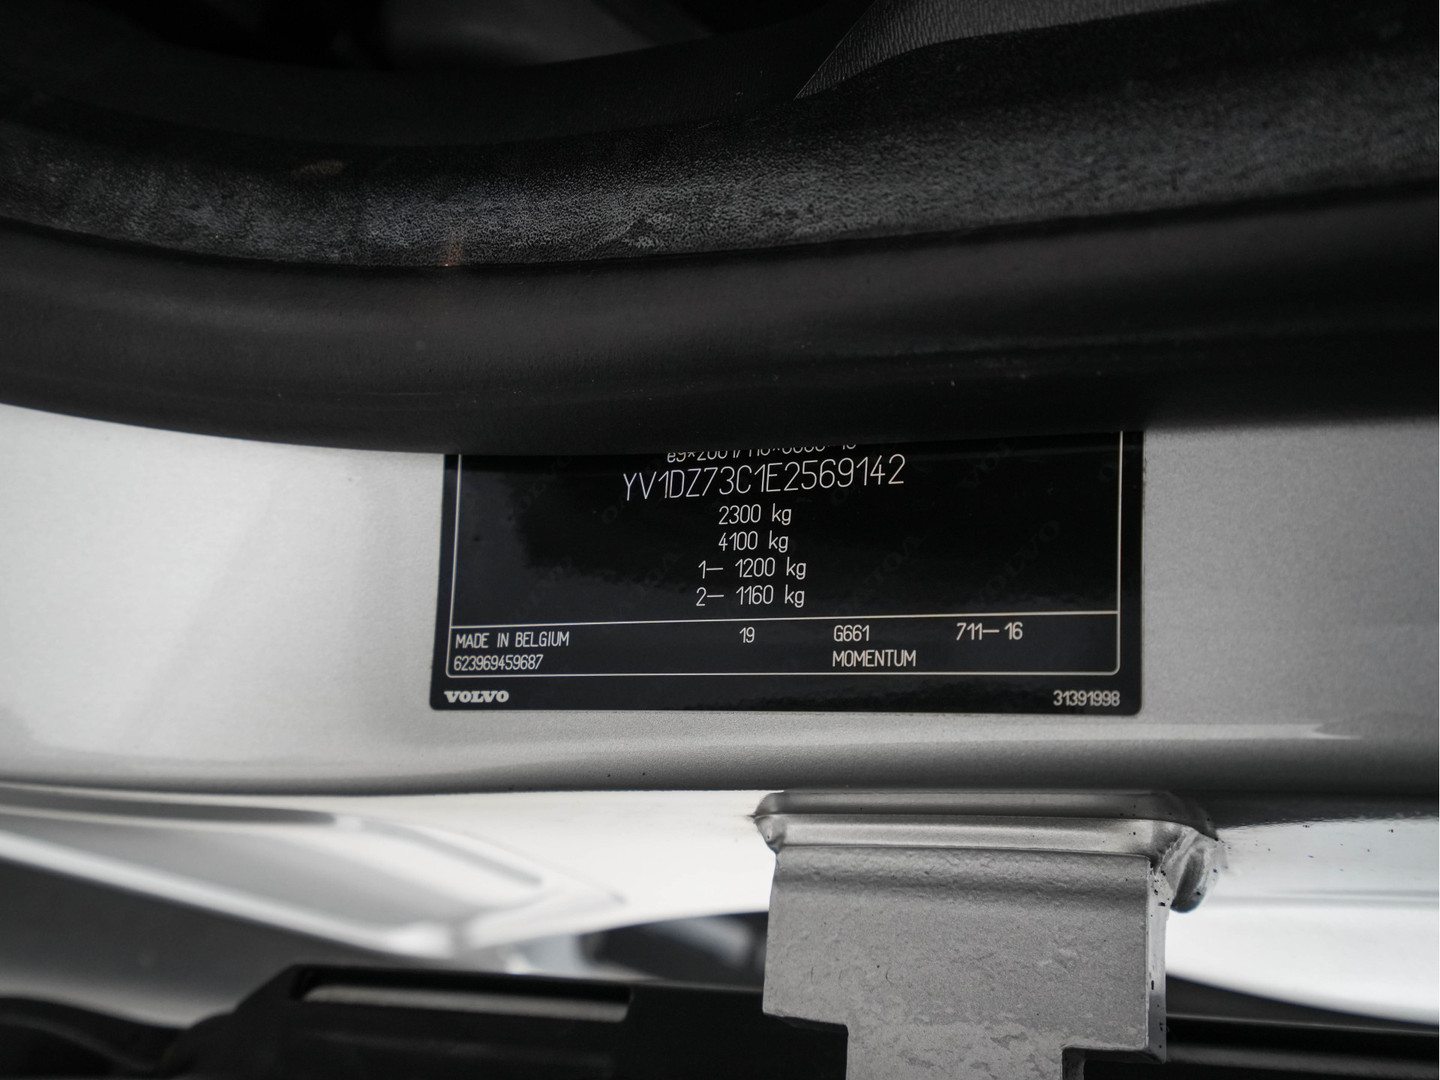 YV1DZ73C1E2569142
2300 kg
4100 kg
1– 1200 kg
2– 1160 kg
MADE IN BELGIUM 19 G661 711–16
623969459687 MOMENTUM
VOLVO 31391998